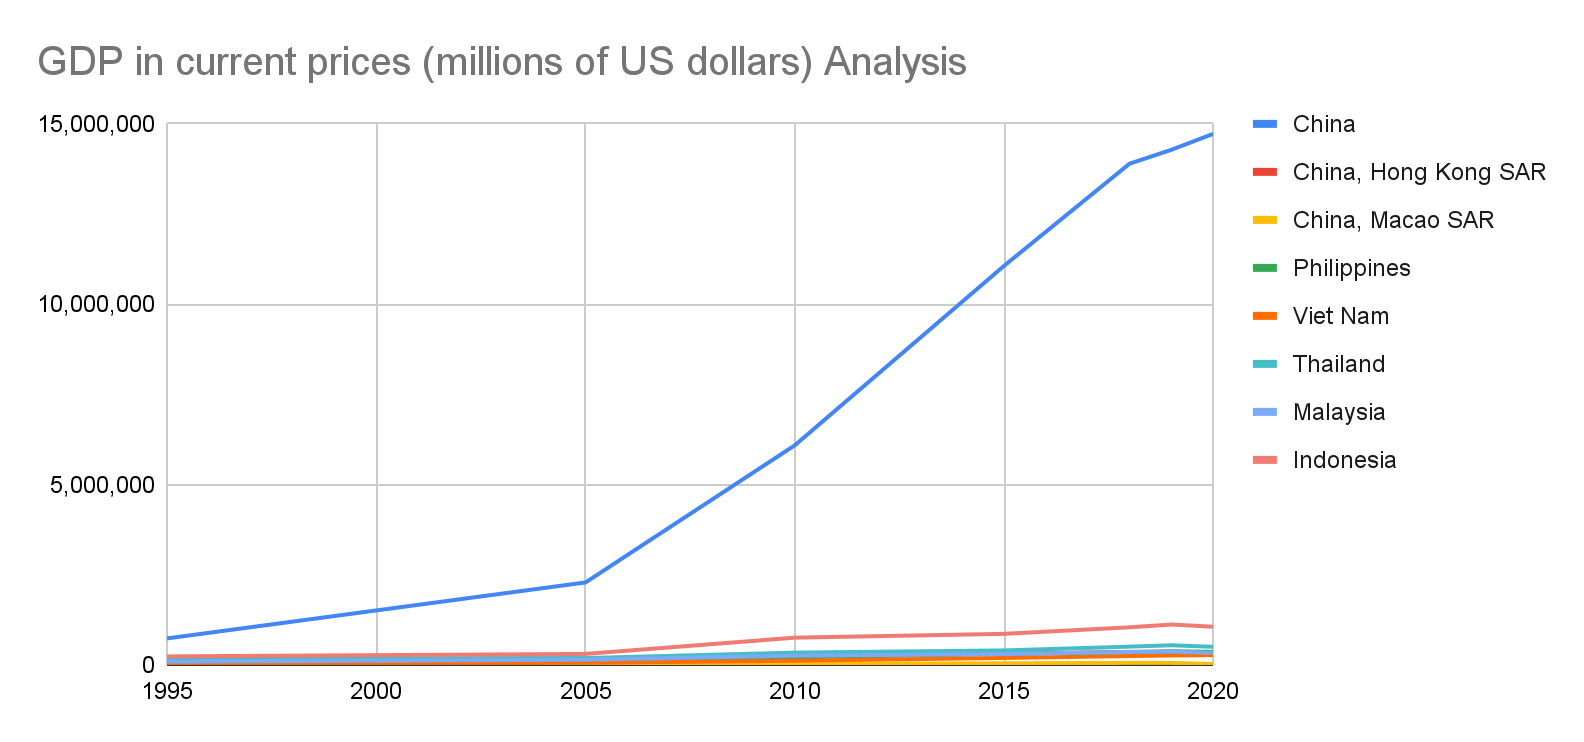 GDP in current prices (millions of US dollars) Analysis
15,000,000
10,000,000
5,000,000
0
1995
2000
2005
2010
2015
2020
China
China, Hong Kong SAR
China, Macao SAR
Philippines
Viet Nam
Thailand
Malaysia
Indonesia